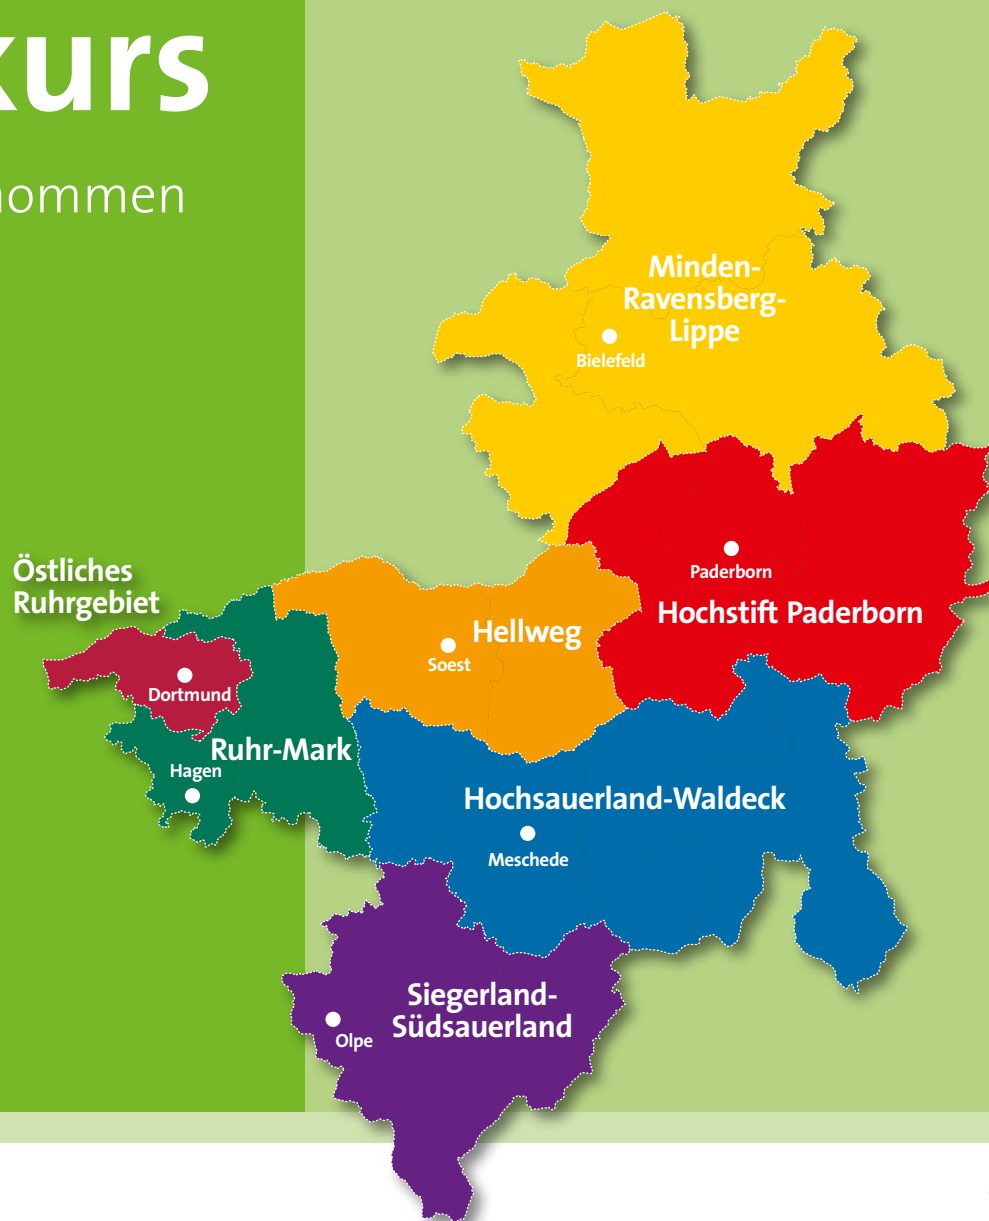 kurs
ommen
Minden-
Ravensberg-
Lippe
Bielefeld
Östliches
Ruhrgebiet
Paderborn
Hochstift Paderborn
Hellweg
Soest
Dortmund
Ruhr-Mark
Hagen
Hochsauerland-Waldeck
Meschede
Siegerland-
Südsauerland
Olpe